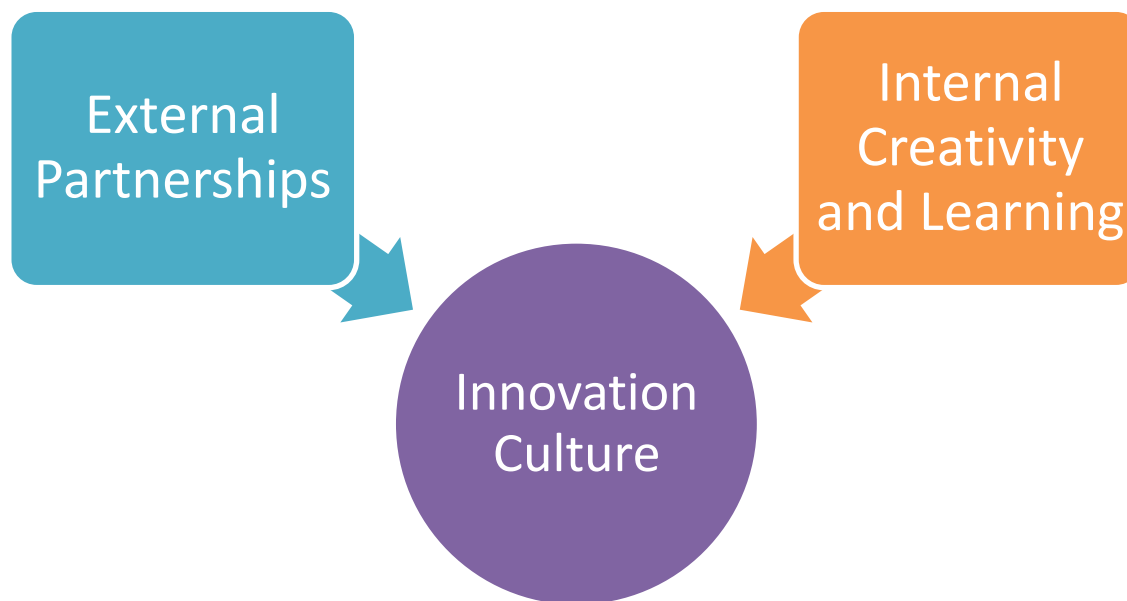 External
Partnerships
Internal
Creativity
and Learning
Innovation
Culture